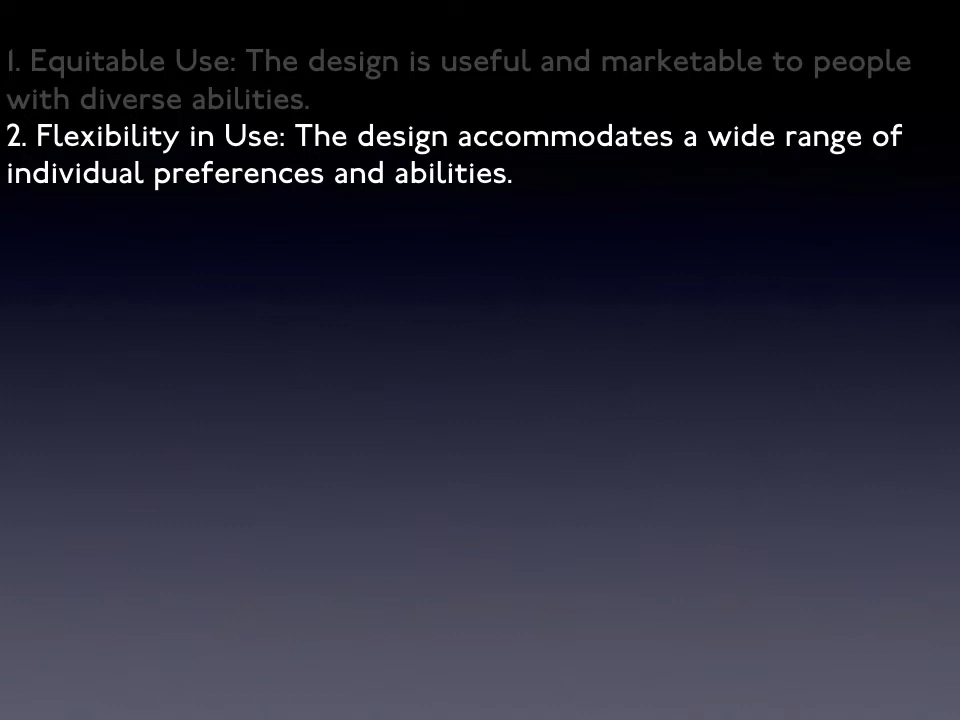 1. Equitable Use: The design is useful and marketable to people
with diverse abilities.
2. Flexibility in Use: The design accommodates a wide range of
individual preferences and abilities.